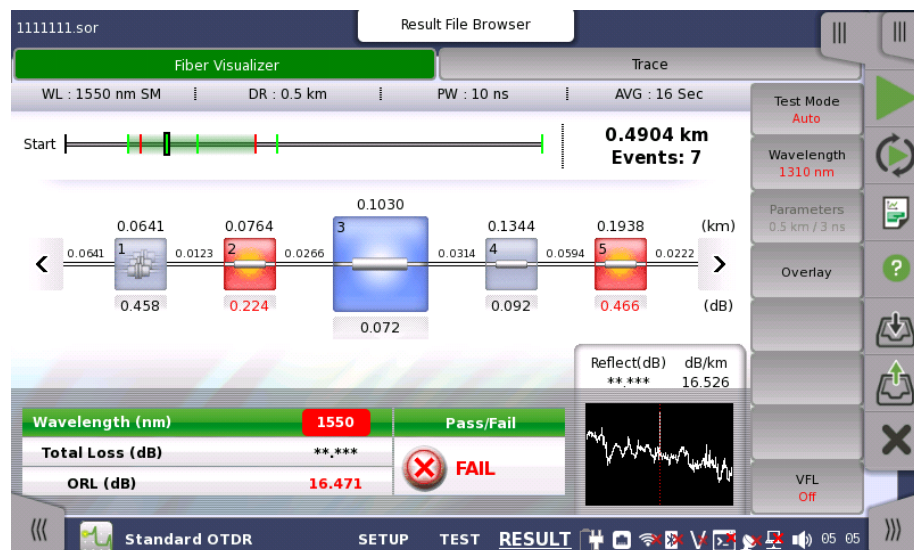 1111111.sor
Result File Browser
Fiber Visualizer
Trace
WL : 1550 nm SM
DR : 0.5 km
PW : 10 ns
AVG : 16 Sec
Start
0.4904 km
Events: 7
0.0641 0.0764 0.1030 0.1344 0.1938 (km)
0.0641 1 0.0123 2 0.0266 3 0.0314 4 0.0594 5 0.0222
0.458 0.224 0.072 0.092 0.466 (dB)
Reflect(dB) dB/km
**.*** 16.526
Wavelength (nm) 1550 Pass/Fail
Total Loss (dB) **.***
FAIL
ORL (dB) 16.471
Test Mode
Auto
Wavelength
1310 nm
Parameters
0.5 km / 3 ns
Overlay
VFL
Off
Standard OTDR
SETUP
TEST
RESULT
05 05